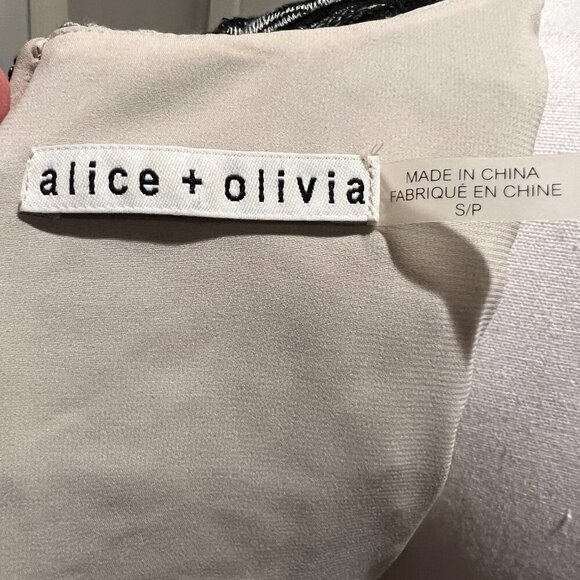 alice + olivia
MADE IN CHINA
FABRIQUÉ EN CHINE
S/P